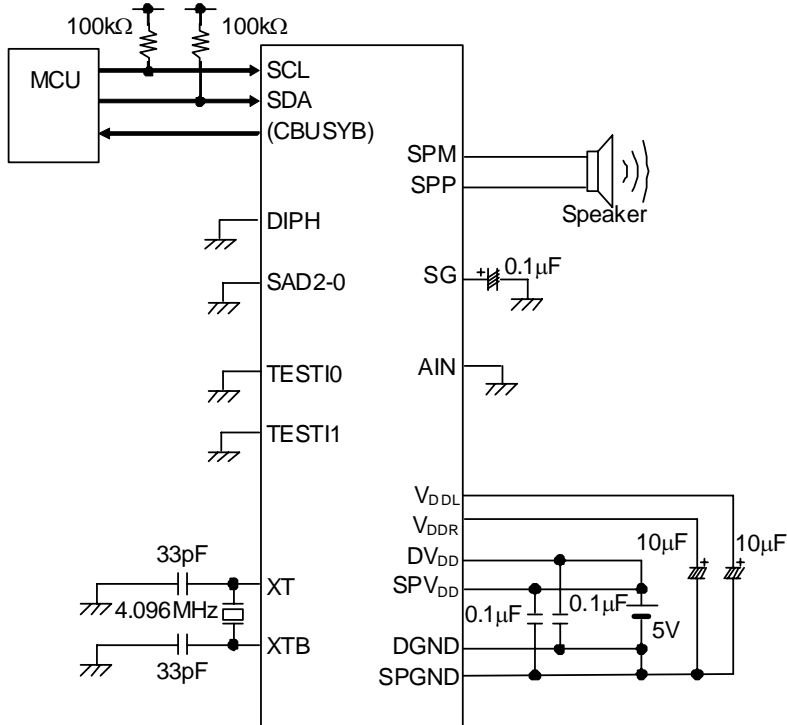 100kΩ 100kΩ
MCU
SCL
SDA
(CBUSYB)
SPM
SPP
Speaker
DIPH
SAD2-0
SG
0.1μF
TESTI0
AIN
TESTI1
VDDL
VDDR
10μF
10μF
DVDD
SPVDD
0.1μF
0.1μF
5V
DGND
SPGND
33pF
XT
4.096MHz
XTB
33pF